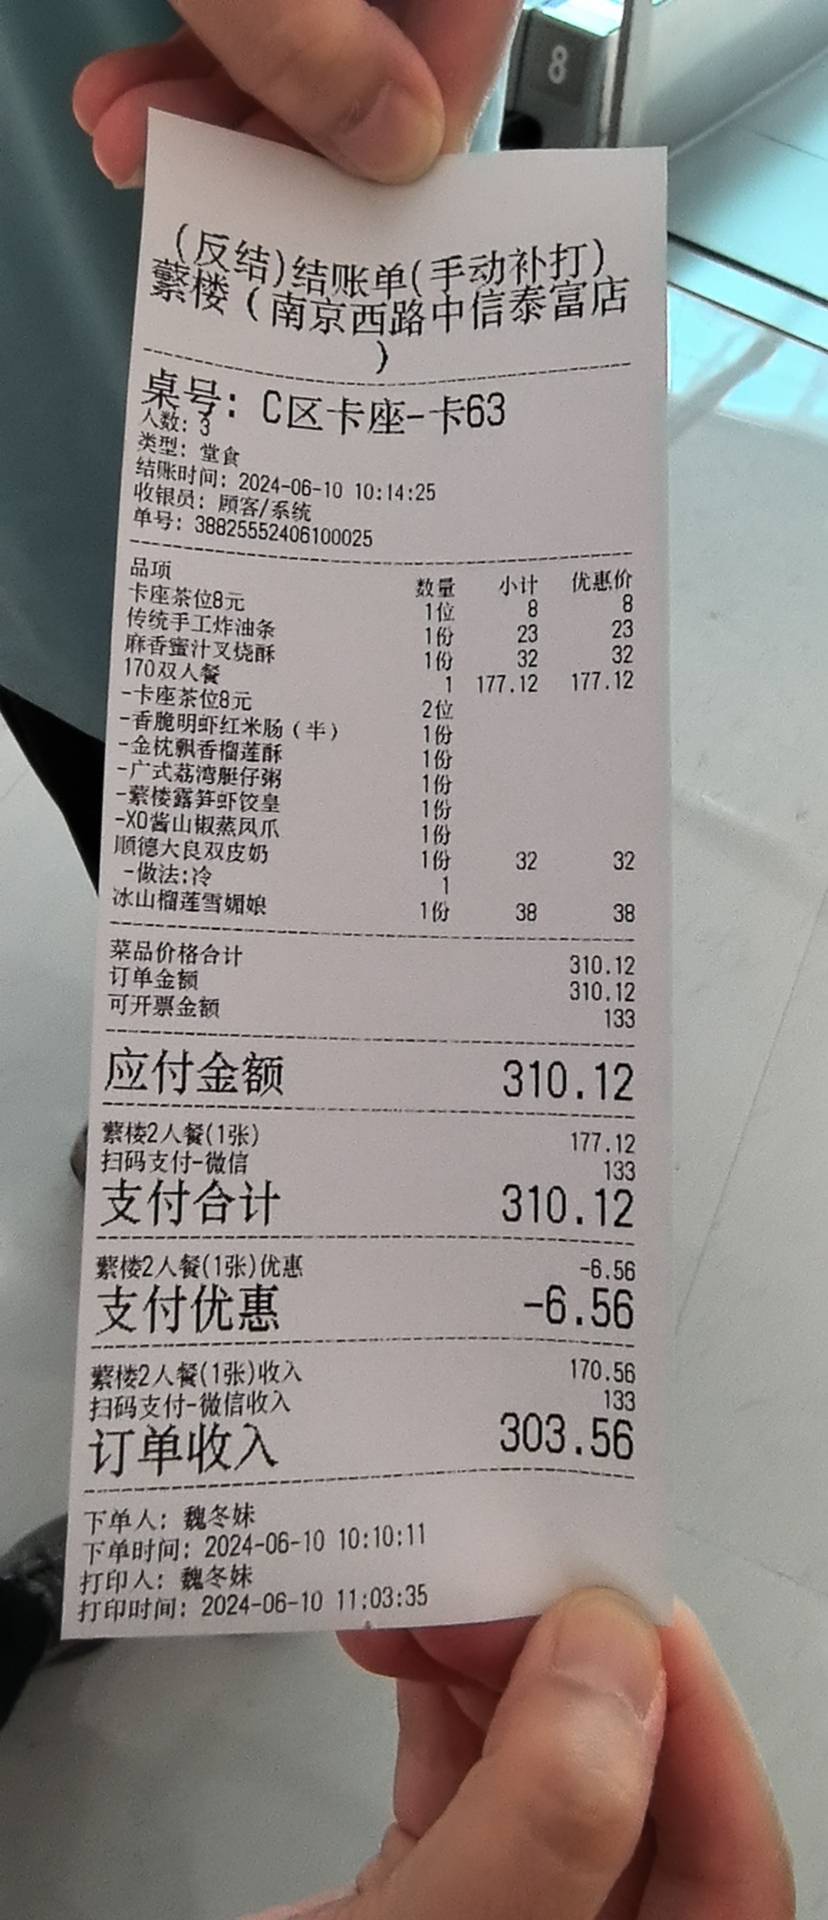 8
(反结)结账单(手动补打)
蘩楼(南京西路中信泰富店
)
桌号: C区卡座-卡63
人数: 3
类型: 堂食
结账时间: 2024-06-10 10:14:25
收银员: 顾客/系统
单号: 38825552406100025
品项 数量 小计 优惠价
卡座茶位8元 1位 8 8
传统手工炸油条 1份 23 23
麻香蜜汁叉烧酥 1份 32 32
170双人餐 1 177.12 177.12
-卡座茶位8元 2位
-香脆明虾红米肠(半) 1份
-金枕飘香榴莲酥 1份
-广式荔湾艇仔粥 1份
-蘩楼露笋虾饺皇 1份
-XO酱山椒蒸凤爪 1份
顺德大良双皮奶 1份 32 32
-做法:冷 1
冰山榴莲雪媚娘 1份 38 38
菜品价格合计 310.12
订单金额 310.12
可开票金额 133
应付金额 310.12
蘩楼2人餐(1张) 177.12
扫码支付-微信 133
支付合计 310.12
蘩楼2人餐(1张)优惠 -6.56
支付优惠 -6.56
蘩楼2人餐(1张)收入 170.56
扫码支付-微信收入 133
订单收入 303.56
下单人: 魏冬妹
下单时间: 2024-06-10 10:10:11
打印人: 魏冬妹
打印时间: 2024-06-10 11:03:35